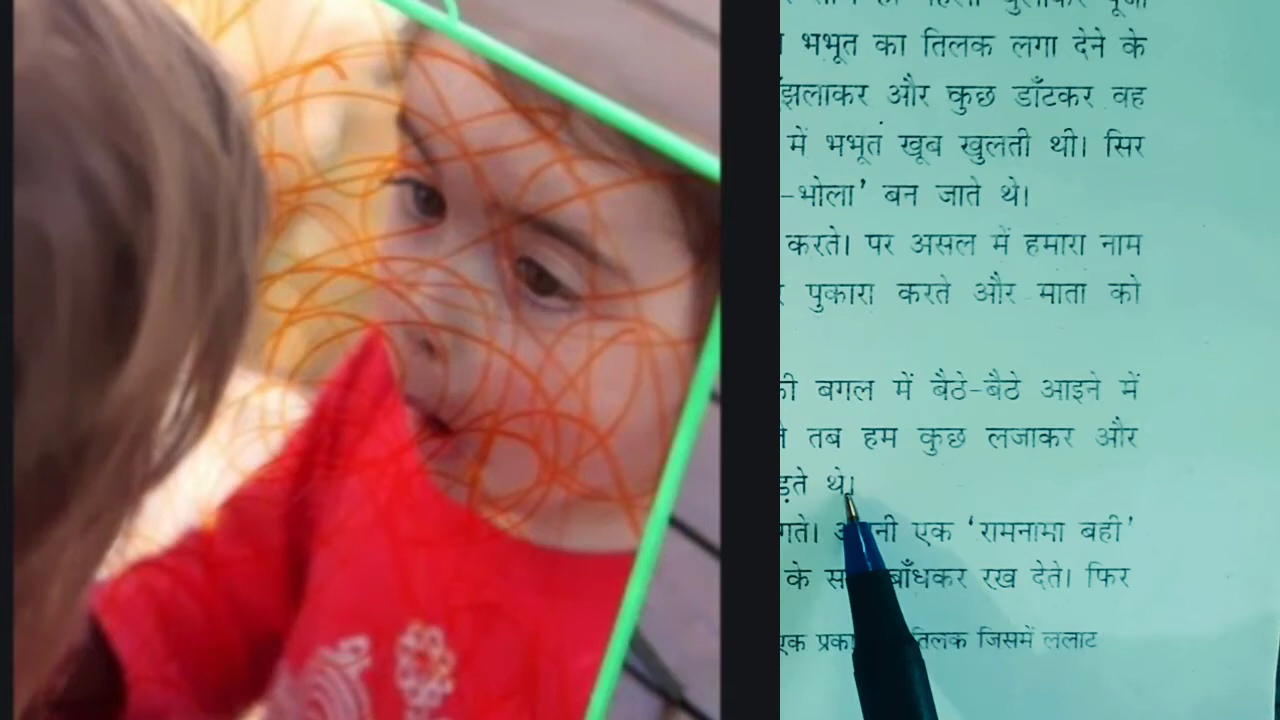 भभूत का तिलक लगा देने के
झलाकर और कुछ डाँटकर वह
में भभूत खूब खुलती थी। सिर
-भोला’ बन जाते थे।
करते। पर असल में हमारा नाम
पुकारा करते और माता को
बगल में बैठे-बैठे आइने में
तब हम कुछ लजाकर और
ड़ते थे।
गते। एक ‘रामनामा बही’
के बाँधकर रख देते। फिर
एक तिलक जिसमें ललाट